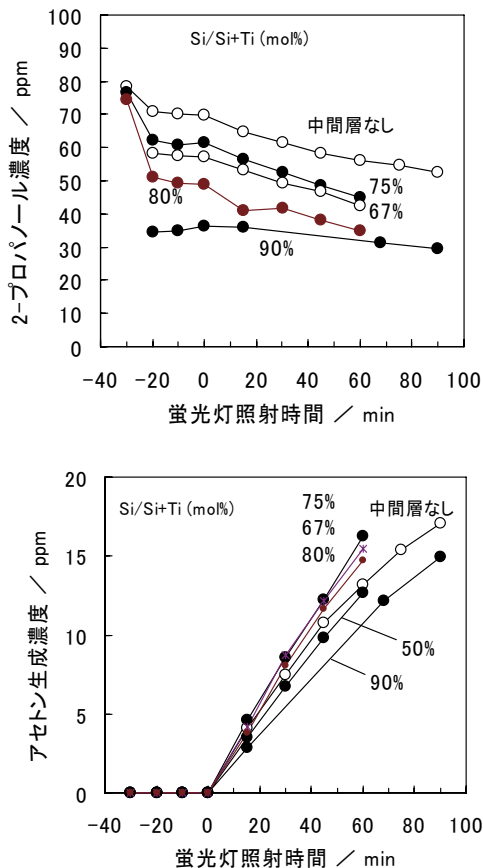 100
Si/Si+Ti (mol%)
90
80
70
中間層なし
60
50
75%
67%
40
80%
30
90%
20
10
0
-40 -20 0 20 40 60 80 100
2-プロパノール濃度 / ppm
蛍光灯照射時間 / min
20
Si/Si+Ti (mol%)
75%
中間層なし
67%
80%
15
10
50%
90%
5
0
-40 -20 0 20 40 60 80 100
アセトン生成濃度 / ppm
蛍光灯照射時間 / min